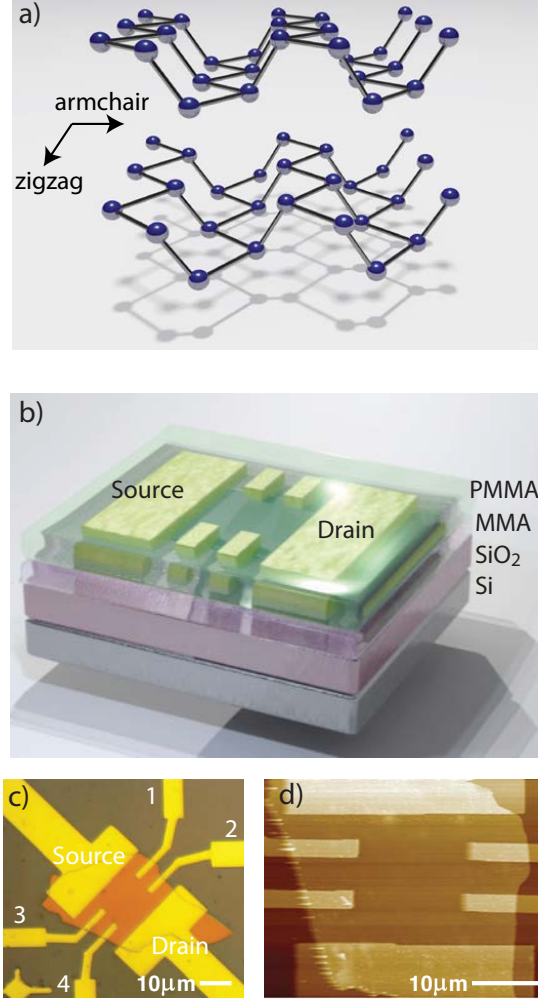 a)
armchair
zigzag
b)
Source
Drain
PMMA
MMA
SiO₂
Si
c)
1
2
Source
3
Drain
4
10μm
d)
10μm